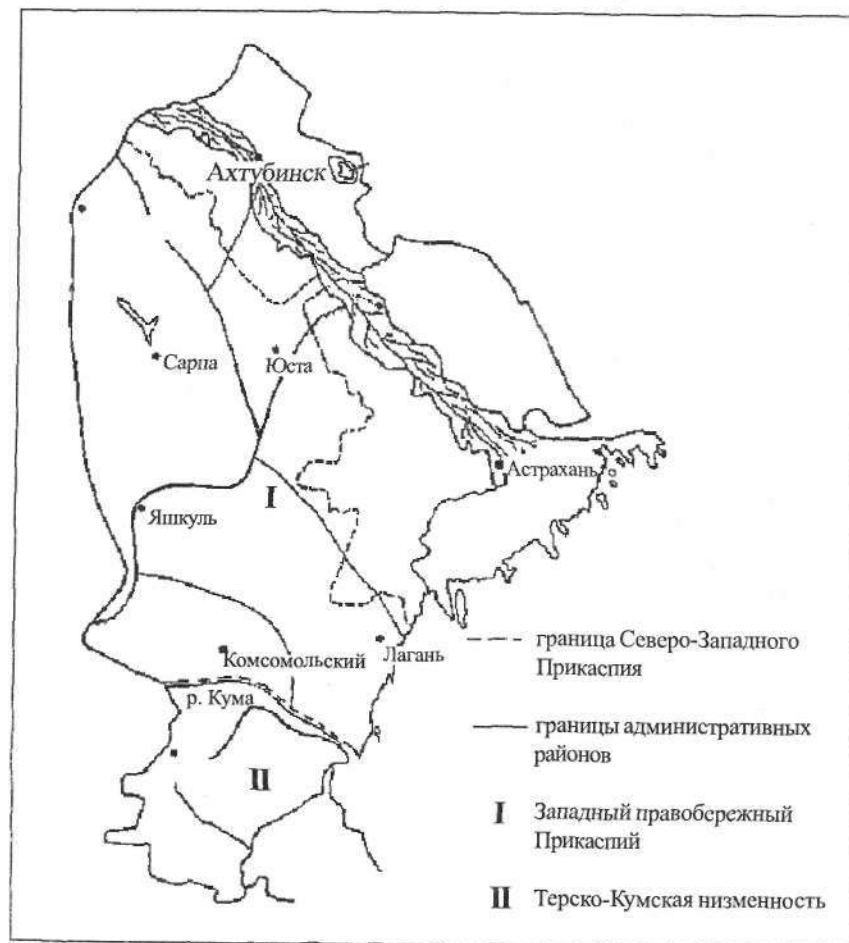 Ахтубинск
Сарпа
Юста
Астрахань
I
Яшкуль
Комсомольский
Лагань
р. Кума
II
граница Северо-Западного
Прикаспия
границы административных
районов
I Западный правобережный
Прикаспий
II Терско-Кумская низменность